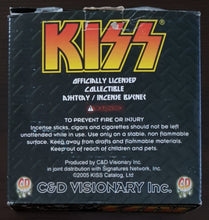 KISS
OFFICIALLY LICENSED
COLLECTIBLE
ASHTRAY / INCENSE BURNER
TO PREVENT FIRE OR INJURY
Incense sticks, cigars and cigarettes should not be left
unattended while in use. Use only on a stable, non flammable
surface. Keep away from drafts and flammable materials.
Keep out of reach of children and pets.
Produced by C&D Visionary Inc.
in joint distribution with Signatures Network, Inc.
©2005 KISS Catalog, Ltd
C&D VISIONARY Inc.